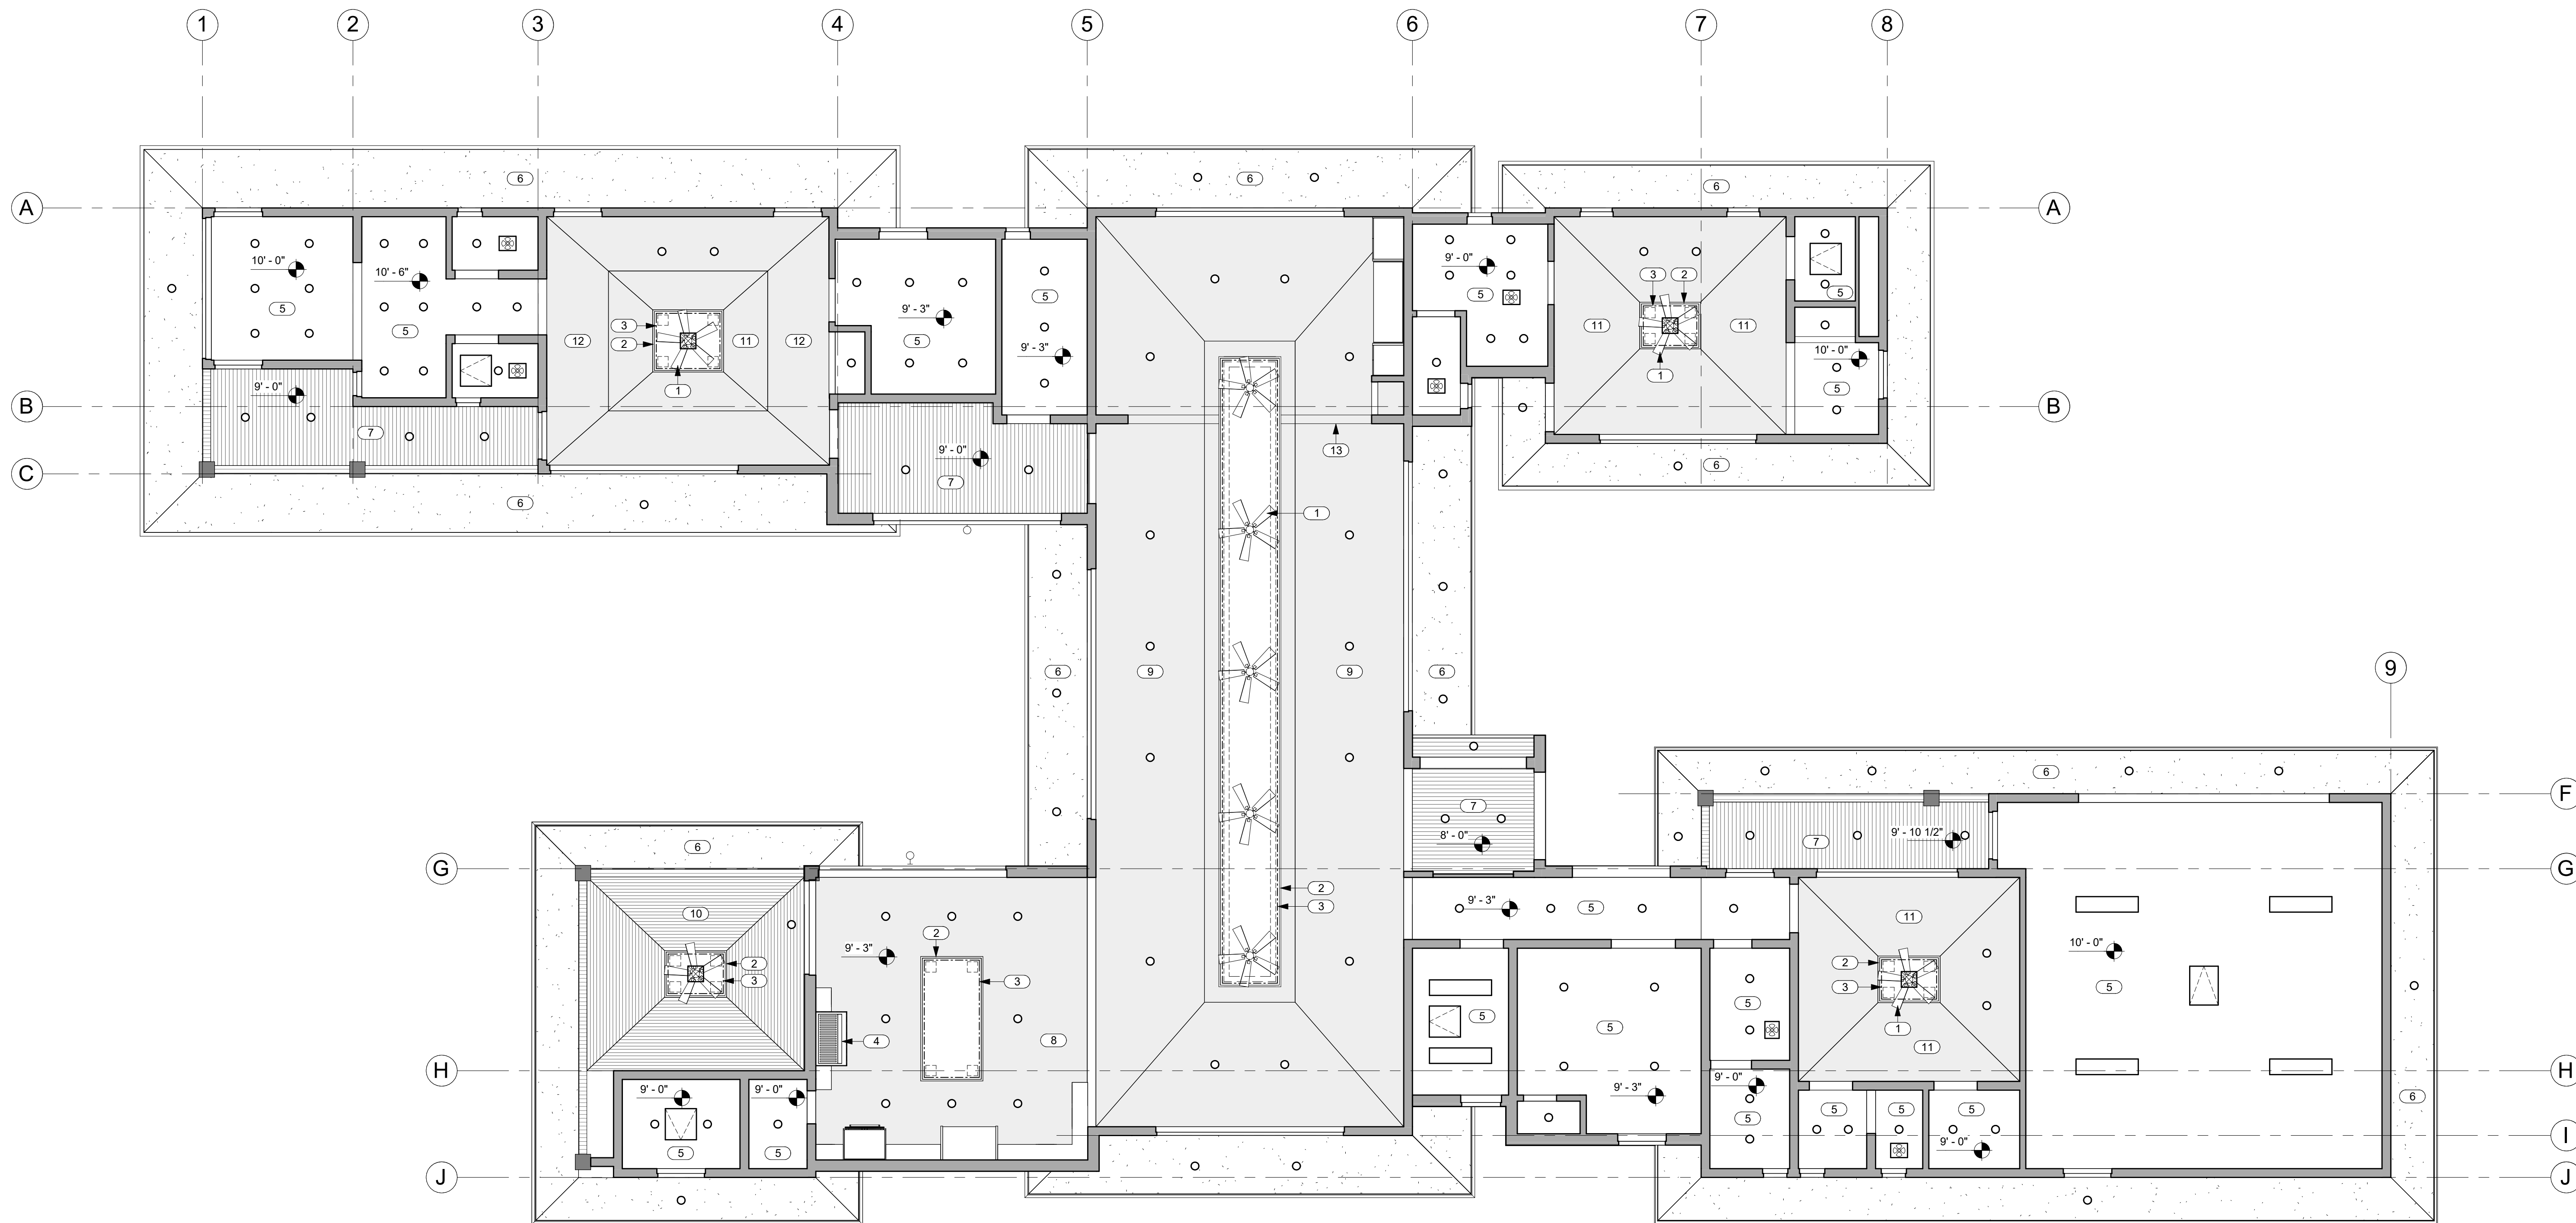 1 2 3 4 5 6 7 8
6 6 6
A A
10' - 0" 10' - 6" 9' - 0"
5 5 9' - 3" 5 5 3 2 5
3 12 11 12 11 11
2 5 9' - 3" 10' - 0"
1 1 5
9' - 0"
B B
7 13
9' - 0" 6
C
6 7
1
9
6 9 9 6
6
F
7 7 9' - 10 1/2"
8' - 0"
6
G G
2
3
9' - 3" 5
10 11
2 10' - 0"
9' - 3"
2 2
3 3 3 5
5 5 5
1
4 8 11
H H
9' - 0" 9' - 0" 9' - 3" 9' - 0" 6
5 5 5 5
I
9' - 0"
5 5
J J